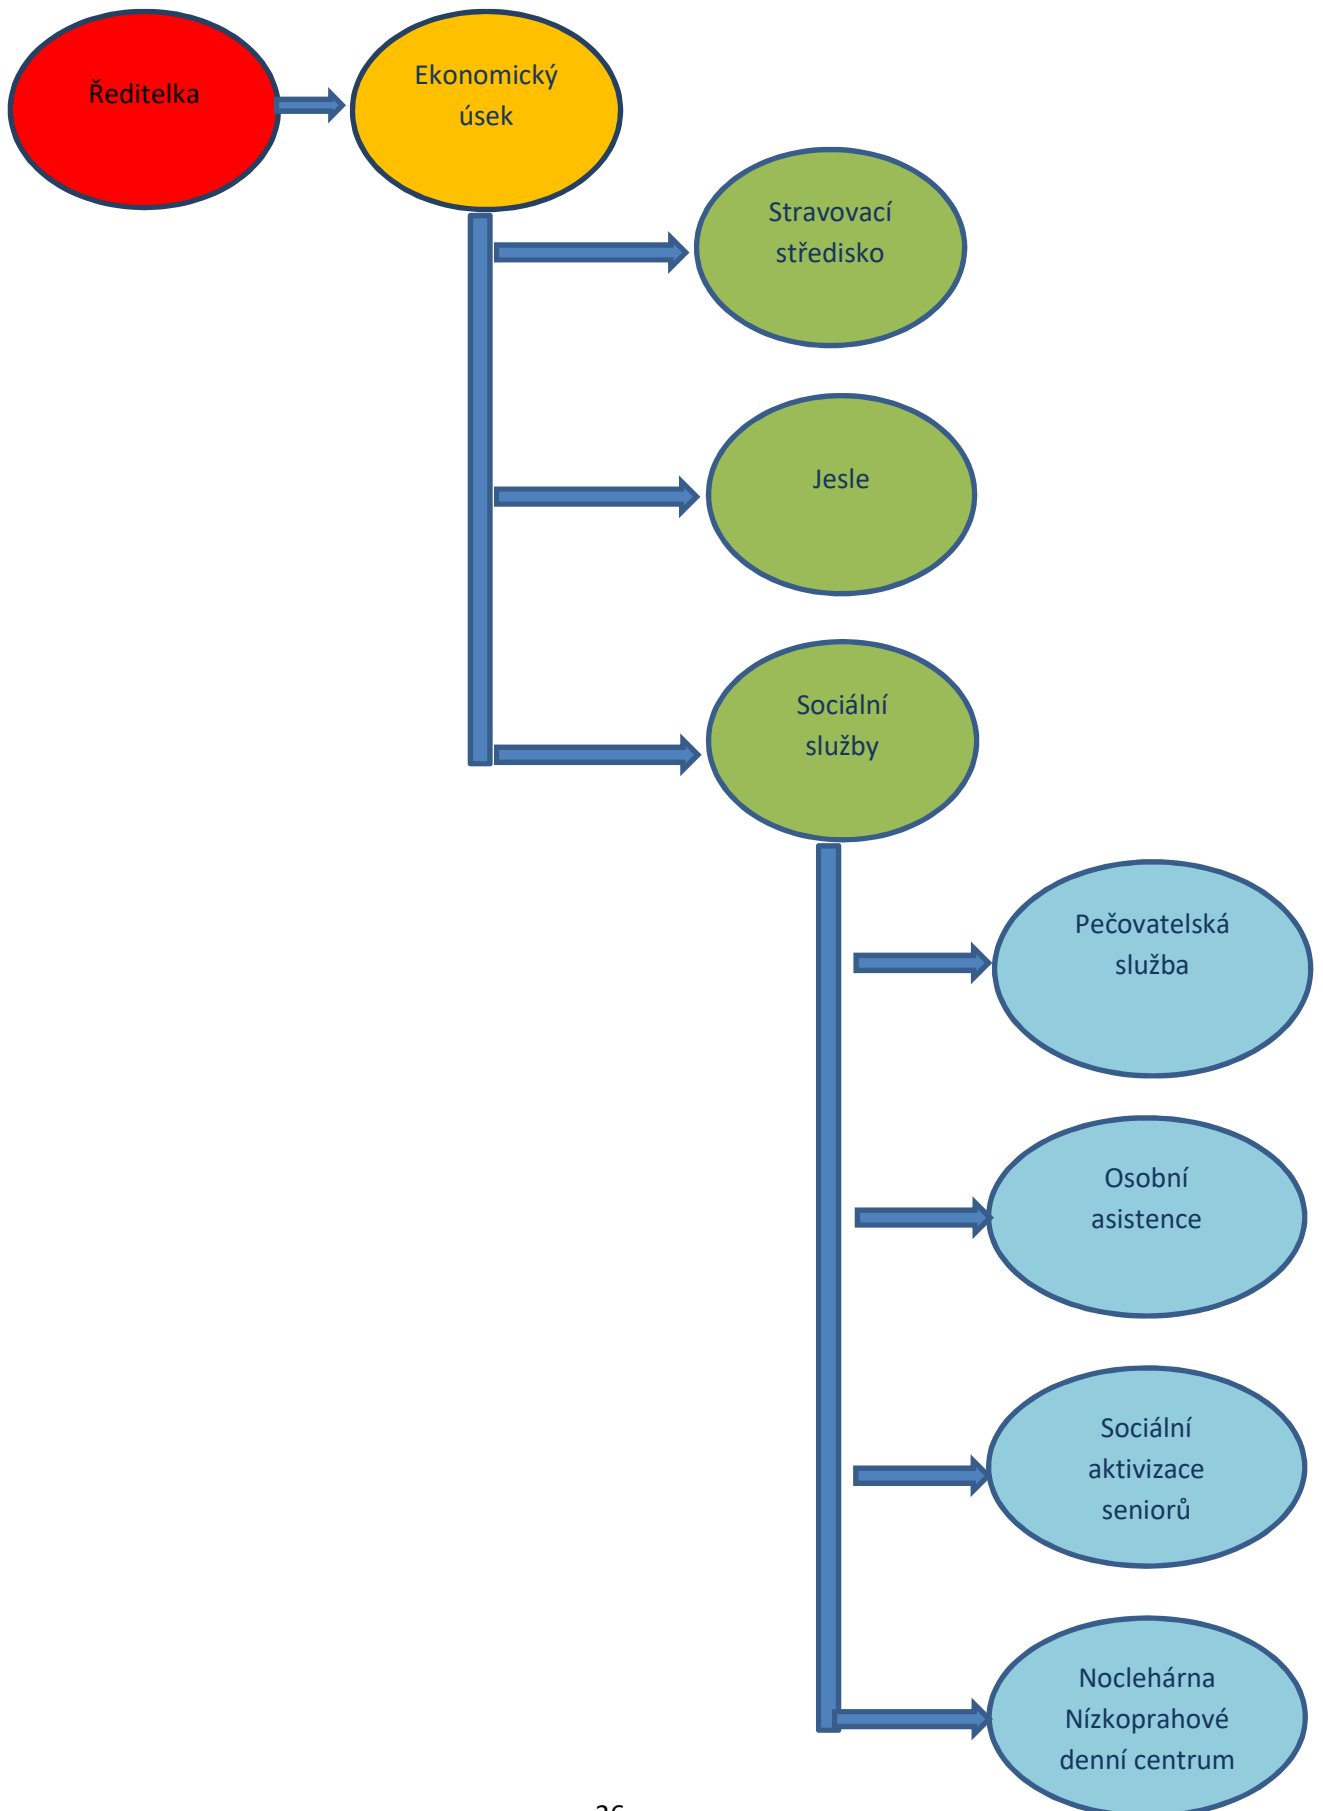 Ředitelka
Ekonomický
úsek
Stravovací
středisko
Jesle
Sociální
služby
Pečovatelská
služba
Osobní
asistence
Sociální
aktivizace
seniorů
Noclehárna
Nízkoprahové
denní centrum